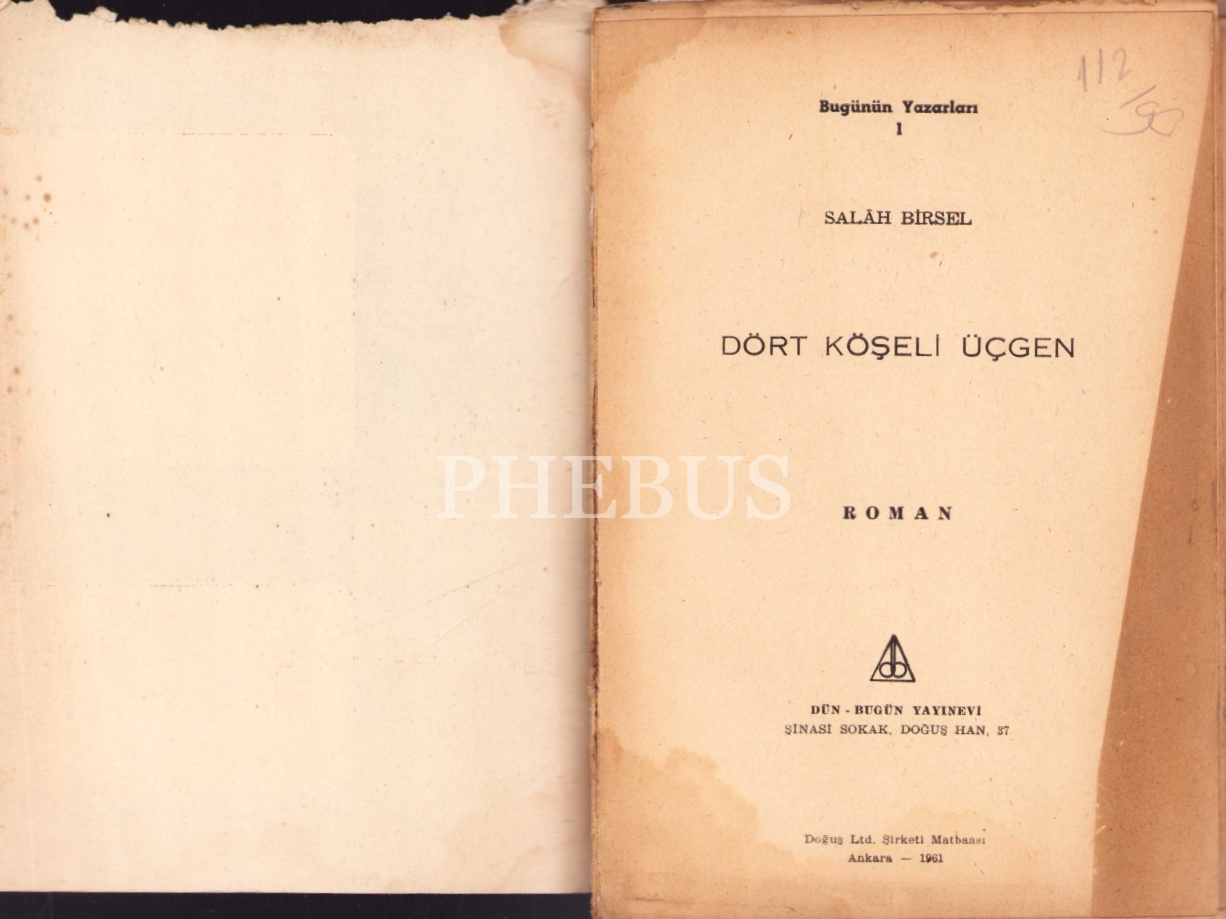 Bugünün Yazarları
1
112
/90
SALÂH BİRSEL
DÖRT KÖŞELİ ÜÇGEN
PHEBUS
ROMAN
DÜN - BUGÜN YAYINEVİ
ŞİNASİ SOKAK, DOĞUŞ HAN, 37
Doğuş Ltd. Şirketi Matbaası
Ankara — 1961